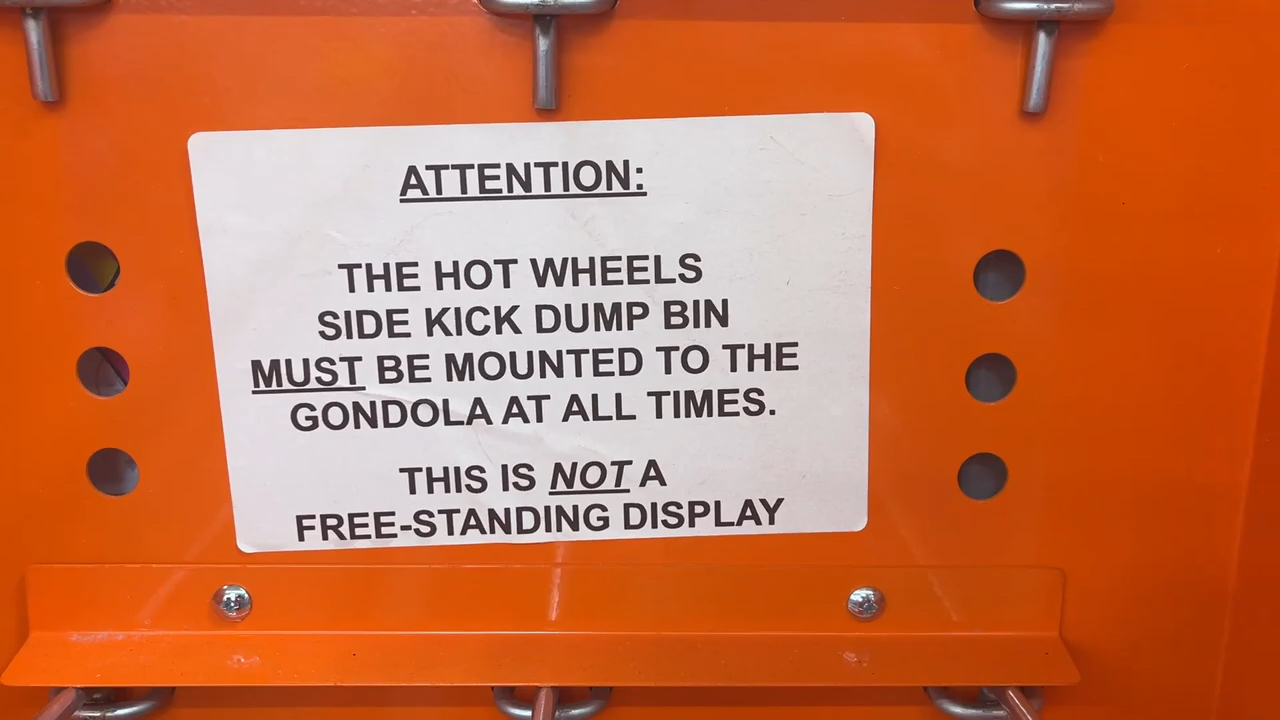 ATTENTION:
THE HOT WHEELS
SIDE KICK DUMP BIN
MUST BE MOUNTED TO THE
GONDOLA AT ALL TIMES.
THIS IS NOT A
FREE-STANDING DISPLAY